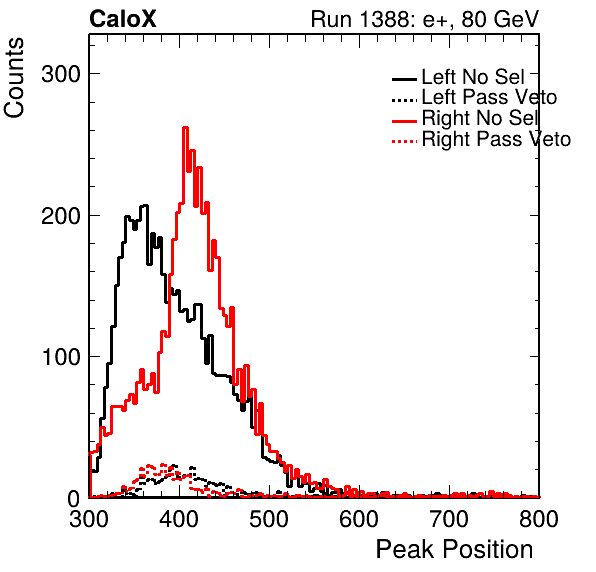 CaloX Run 1388: e+, 80 GeV
Counts
300
200
100
0
Left No Sel
Left Pass Veto
Right No Sel
Right Pass Veto
300 400 500 600 700 800
Peak Position